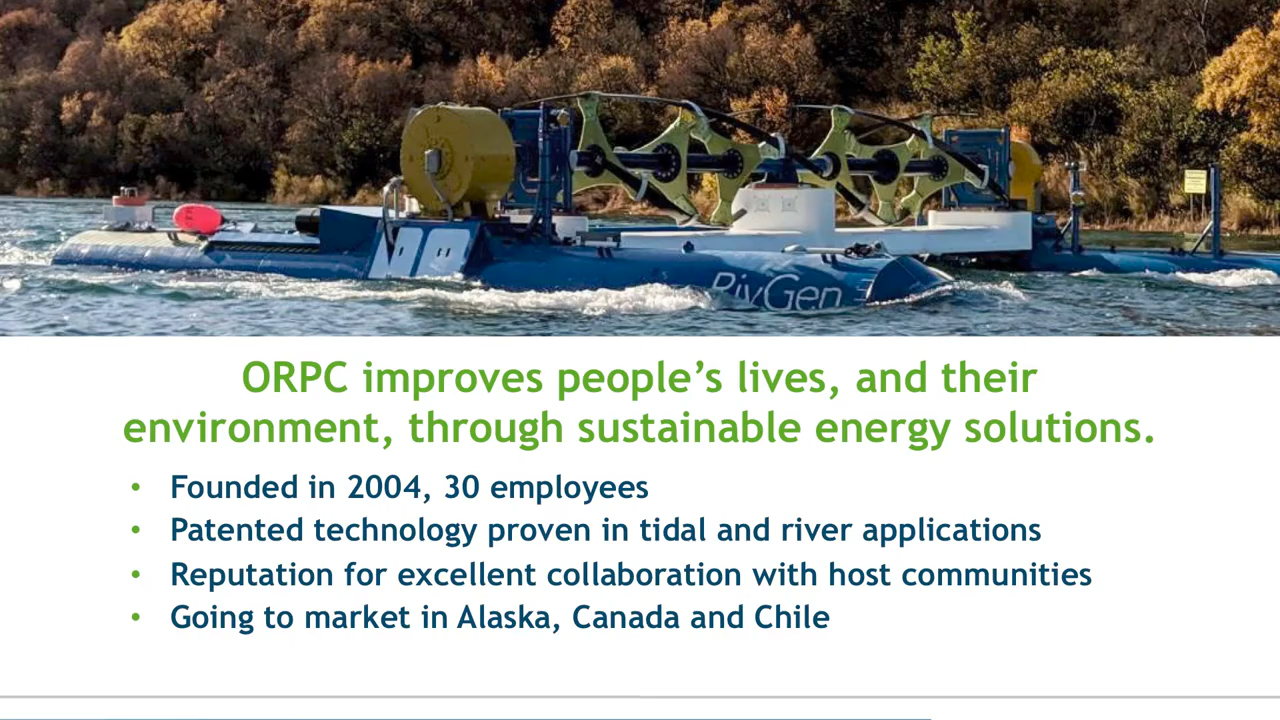 RivGen
ORPC improves people’s lives, and their
environment, through sustainable energy solutions.
• Founded in 2004, 30 employees
• Patented technology proven in tidal and river applications
• Reputation for excellent collaboration with host communities
• Going to market in Alaska, Canada and Chile